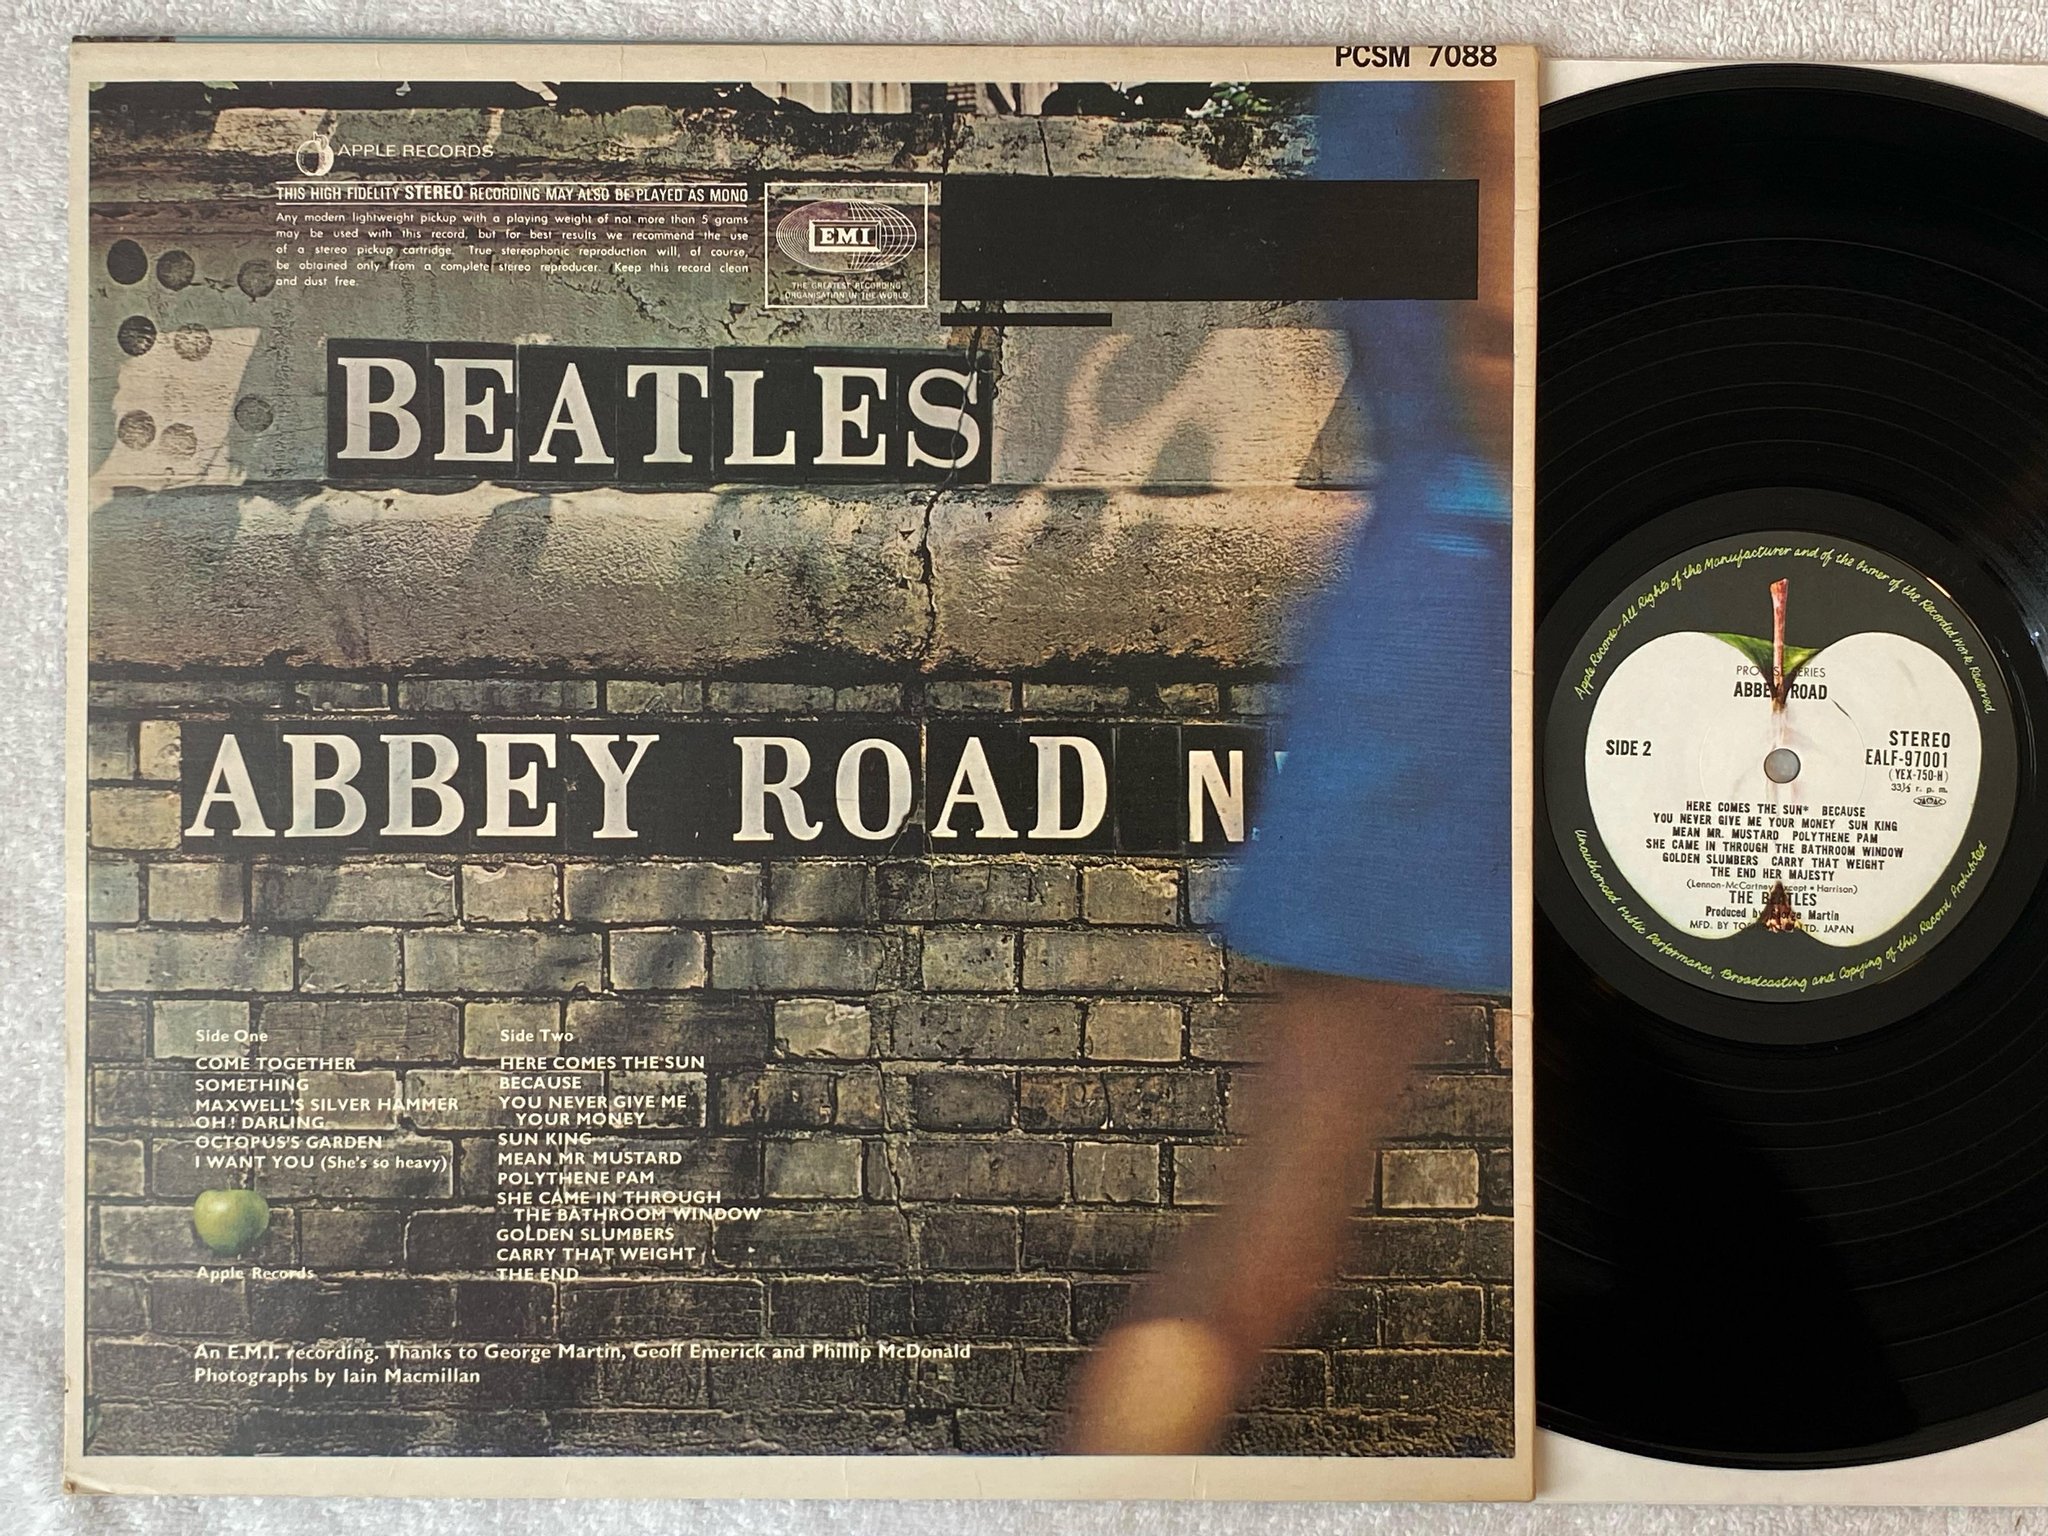 PCSM 7088
APPLE RECORDS
THIS HIGH FIDELITY STEREO RECORDING MAY ALSO BE PLAYED AS MONO
Any modern lightweight pickup with a playing weight of not more than 5 grams
may be used with this record, but for best results we recommend the use
of a stereo pickup cartridge. True stereophonic reproduction will, of course,
be obtained only from a complete stereo reproducer. Keep this record clean
and dust free.
EMI
THE GREATEST RECORDING
ORGANISATION IN THE WORLD
BEATLES
ABBEY ROAD N
Side One
COME TOGETHER
SOMETHING
MAXWELL'S SILVER HAMMER
OH! DARLING
OCTOPUS'S GARDEN
I WANT YOU (She's so heavy)
Apple Records
Side Two
HERE COMES THE SUN
BECAUSE
YOU NEVER GIVE ME
YOUR MONEY
SUN KING
MEAN MR MUSTARD
POLYTHENE PAM
SHE CAME IN THROUGH
THE BATHROOM WINDOW
GOLDEN SLUMBERS
CARRY THAT WEIGHT
THE END
An E.M.I. recording. Thanks to George Martin, Geoff Emerick and Phillip McDonald
Photographs by Iain Macmillan
Apple Records-All Rights of the Manufacturer and of the Owner of the Recorded Work Reserved
SERIES
ABBEY ROAD
SIDE 2
STEREO
EALF-97001
(YEX-750-H)
33⅓ r. p. m.
HERE COMES THE SUN* BECAUSE
YOU NEVER GIVE ME YOUR MONEY SUN KING
MEAN MR. MUSTARD POLYTHENE PAM
SHE CAME IN THROUGH THE BATHROOM WINDOW
GOLDEN SLUMBERS CARRY THAT WEIGHT
THE END HER MAJESTY
(Lennon-McCartney except * Harrison)
THE BEATLES
Produced by George Martin
MFD. BY LTD. JAPAN
Unauthorised Public Performance, Broadcasting and Copying of this Record Prohibited